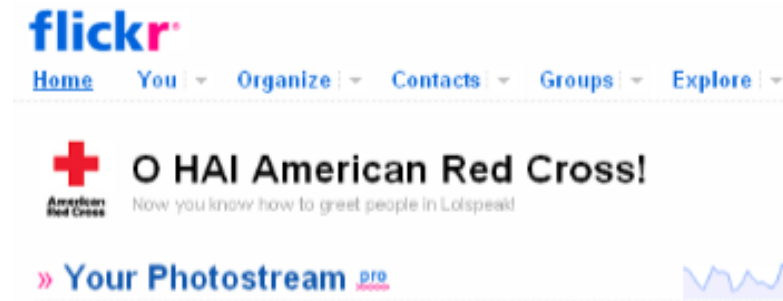 flickr
Home You Organize Contacts Groups Explore
O HAI American Red Cross!
American
Red Cross
Now you know how to greet people in Lolspeak!
» Your Photostream pro